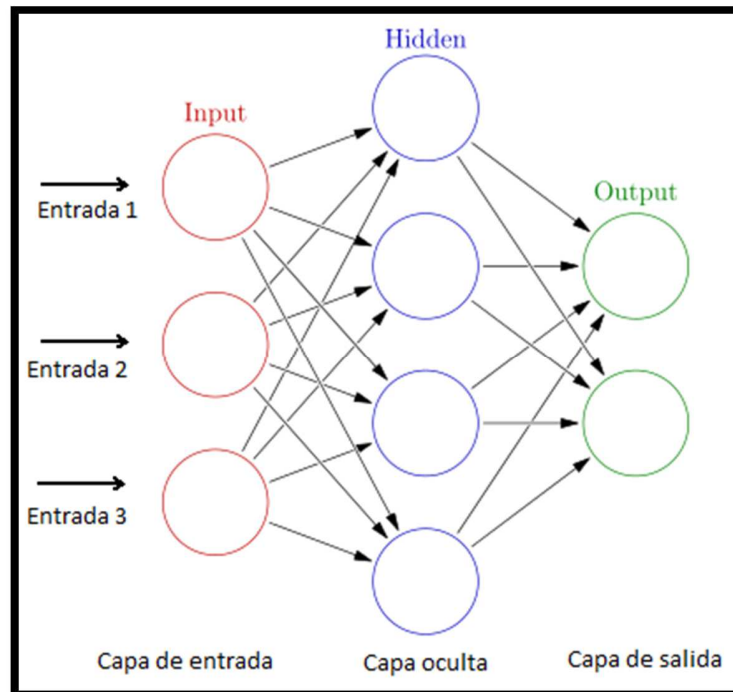 Hidden
Input
Output
Entrada 1
Entrada 2
Entrada 3
Capa de entrada
Capa oculta
Capa de salida